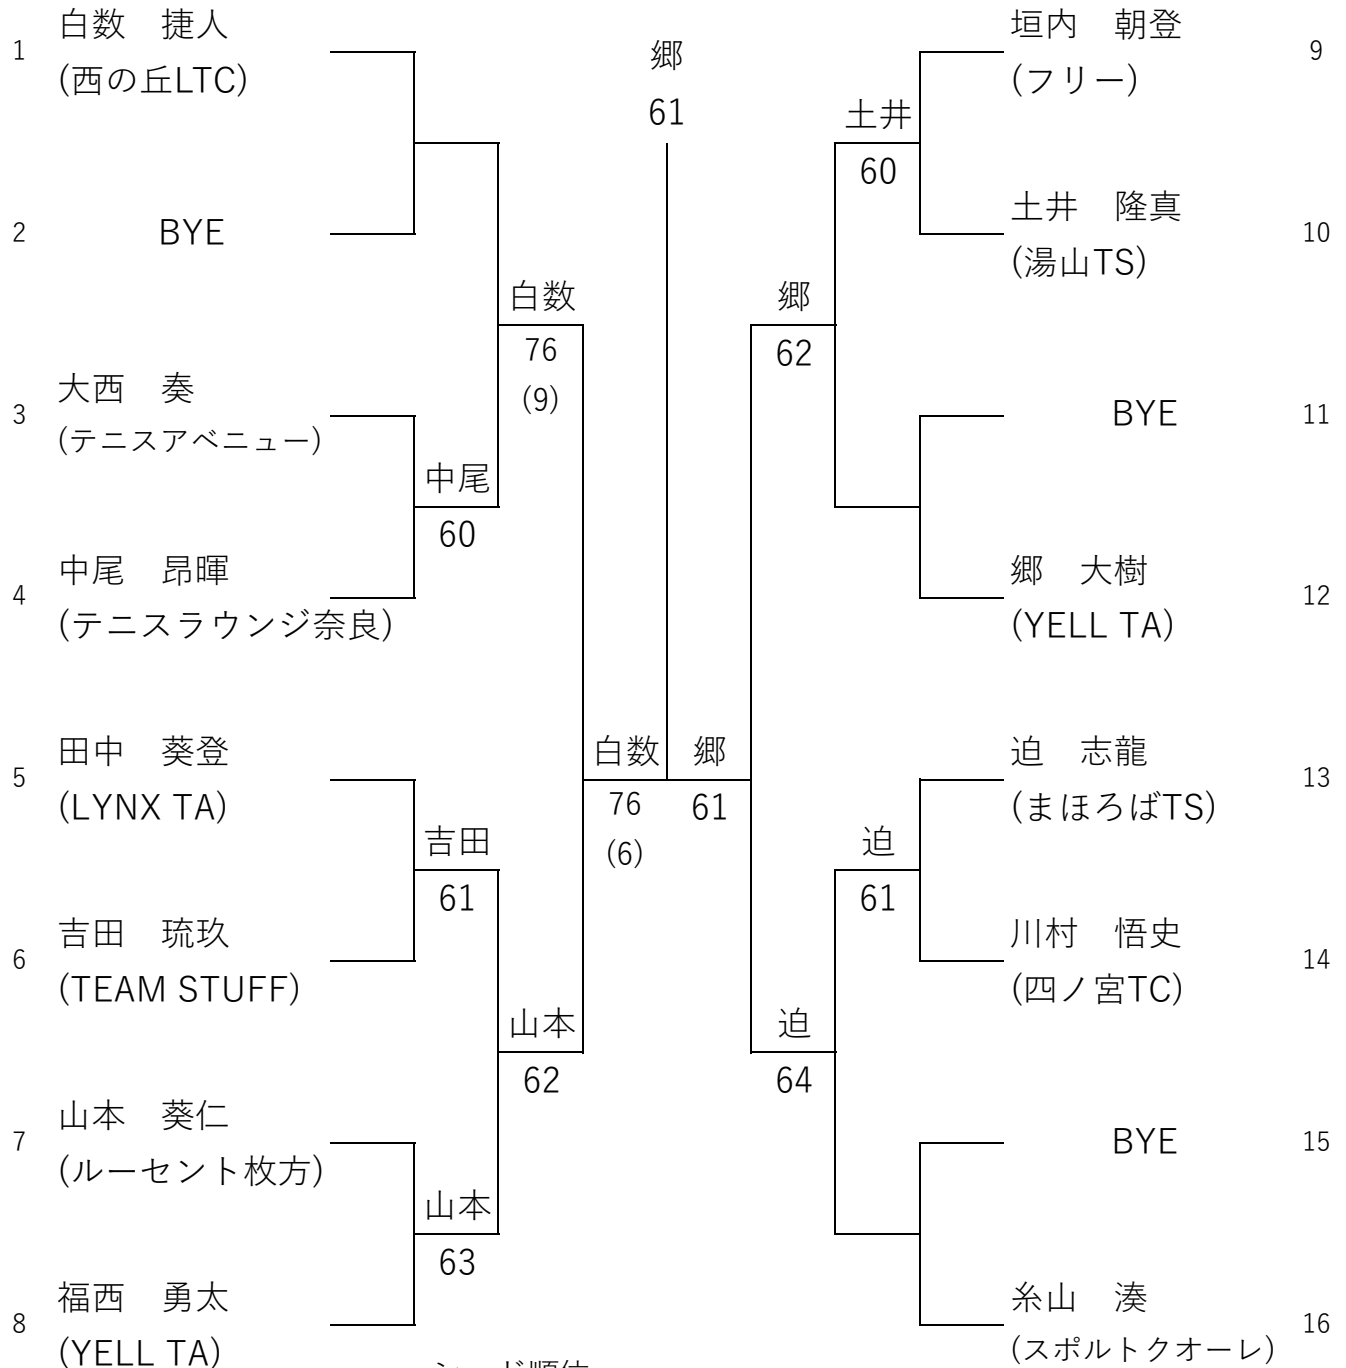 1
白数　捷人
(西の丘LTC)
2
BYE
3
大西　奏
(テニスアベニュー)
4
中尾　昂暉
(テニスラウンジ奈良)
5
田中　葵登
(LYNX TA)
6
吉田　琉玖
(TEAM STUFF)
7
山本　葵仁
(ルーセント枚方)
8
福西　勇太
(YELL TA)
中尾
60
吉田
61
山本
63
白数
76
(9)
山本
62
白数
76
(6)
郷
61
郷
61
郷
62
迫
64
土井
60
迫
61
垣内　朝登
(フリー)
9
土井　隆真
(湯山TS)
10
BYE
11
郷　大樹
(YELL TA)
12
迫　志龍
(まほろばTS)
13
川村　悟史
(四ノ宮TC)
14
BYE
15
糸山　湊
(スポルトクオーレ)
16
シード順位